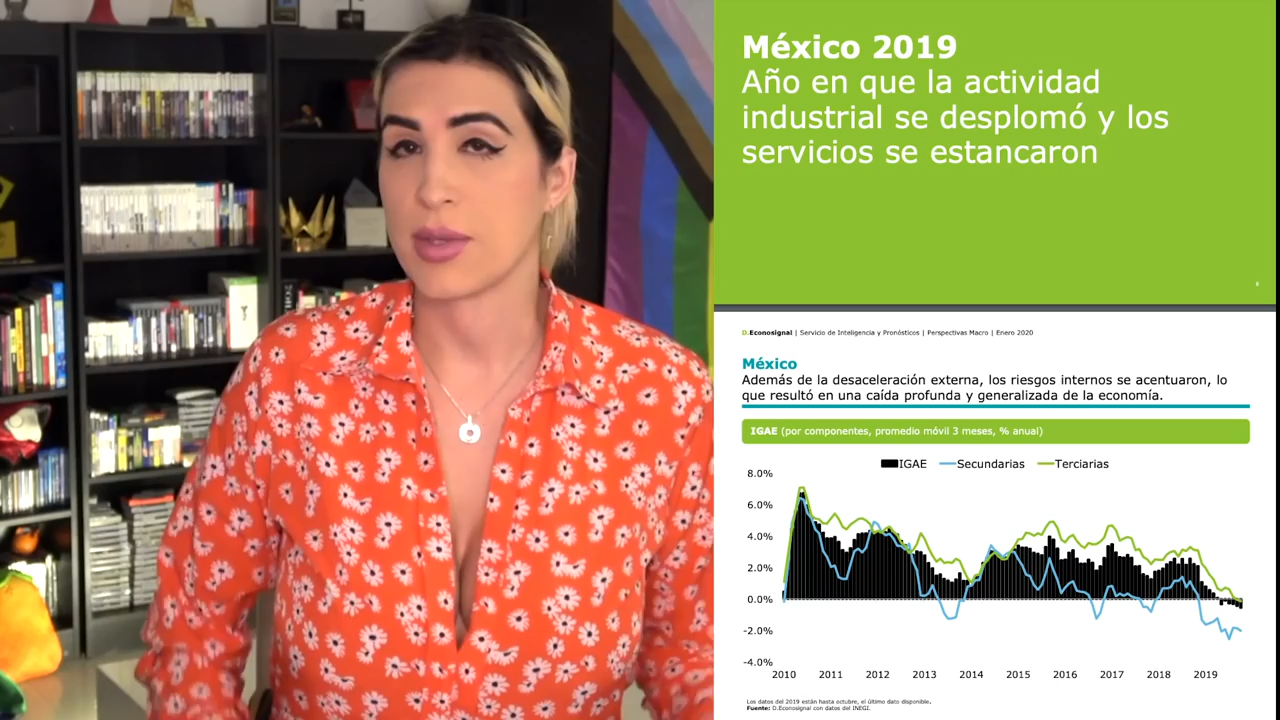 México 2019
Año en que la actividad
industrial se desplomó y los
servicios se estancaron
D.Econosignal | Servicio de Inteligencia y Pronósticos | Perspectivas Macro | Enero 2020
México
Además de la desaceleración externa, los riesgos internos se acentuaron, lo
que resultó en una caída profunda y generalizada de la economía.
IGAE (por componentes, promedio móvil 3 meses, % anual)
IGAE Secundarias Terciarias
8.0%
6.0%
4.0%
2.0%
0.0%
-2.0%
-4.0%
2010 2011 2012 2013 2014 2015 2016 2017 2018 2019
Los datos del 2019 están hasta octubre, el último dato disponible.
Fuente: D.Econosignal con datos del INEGI.